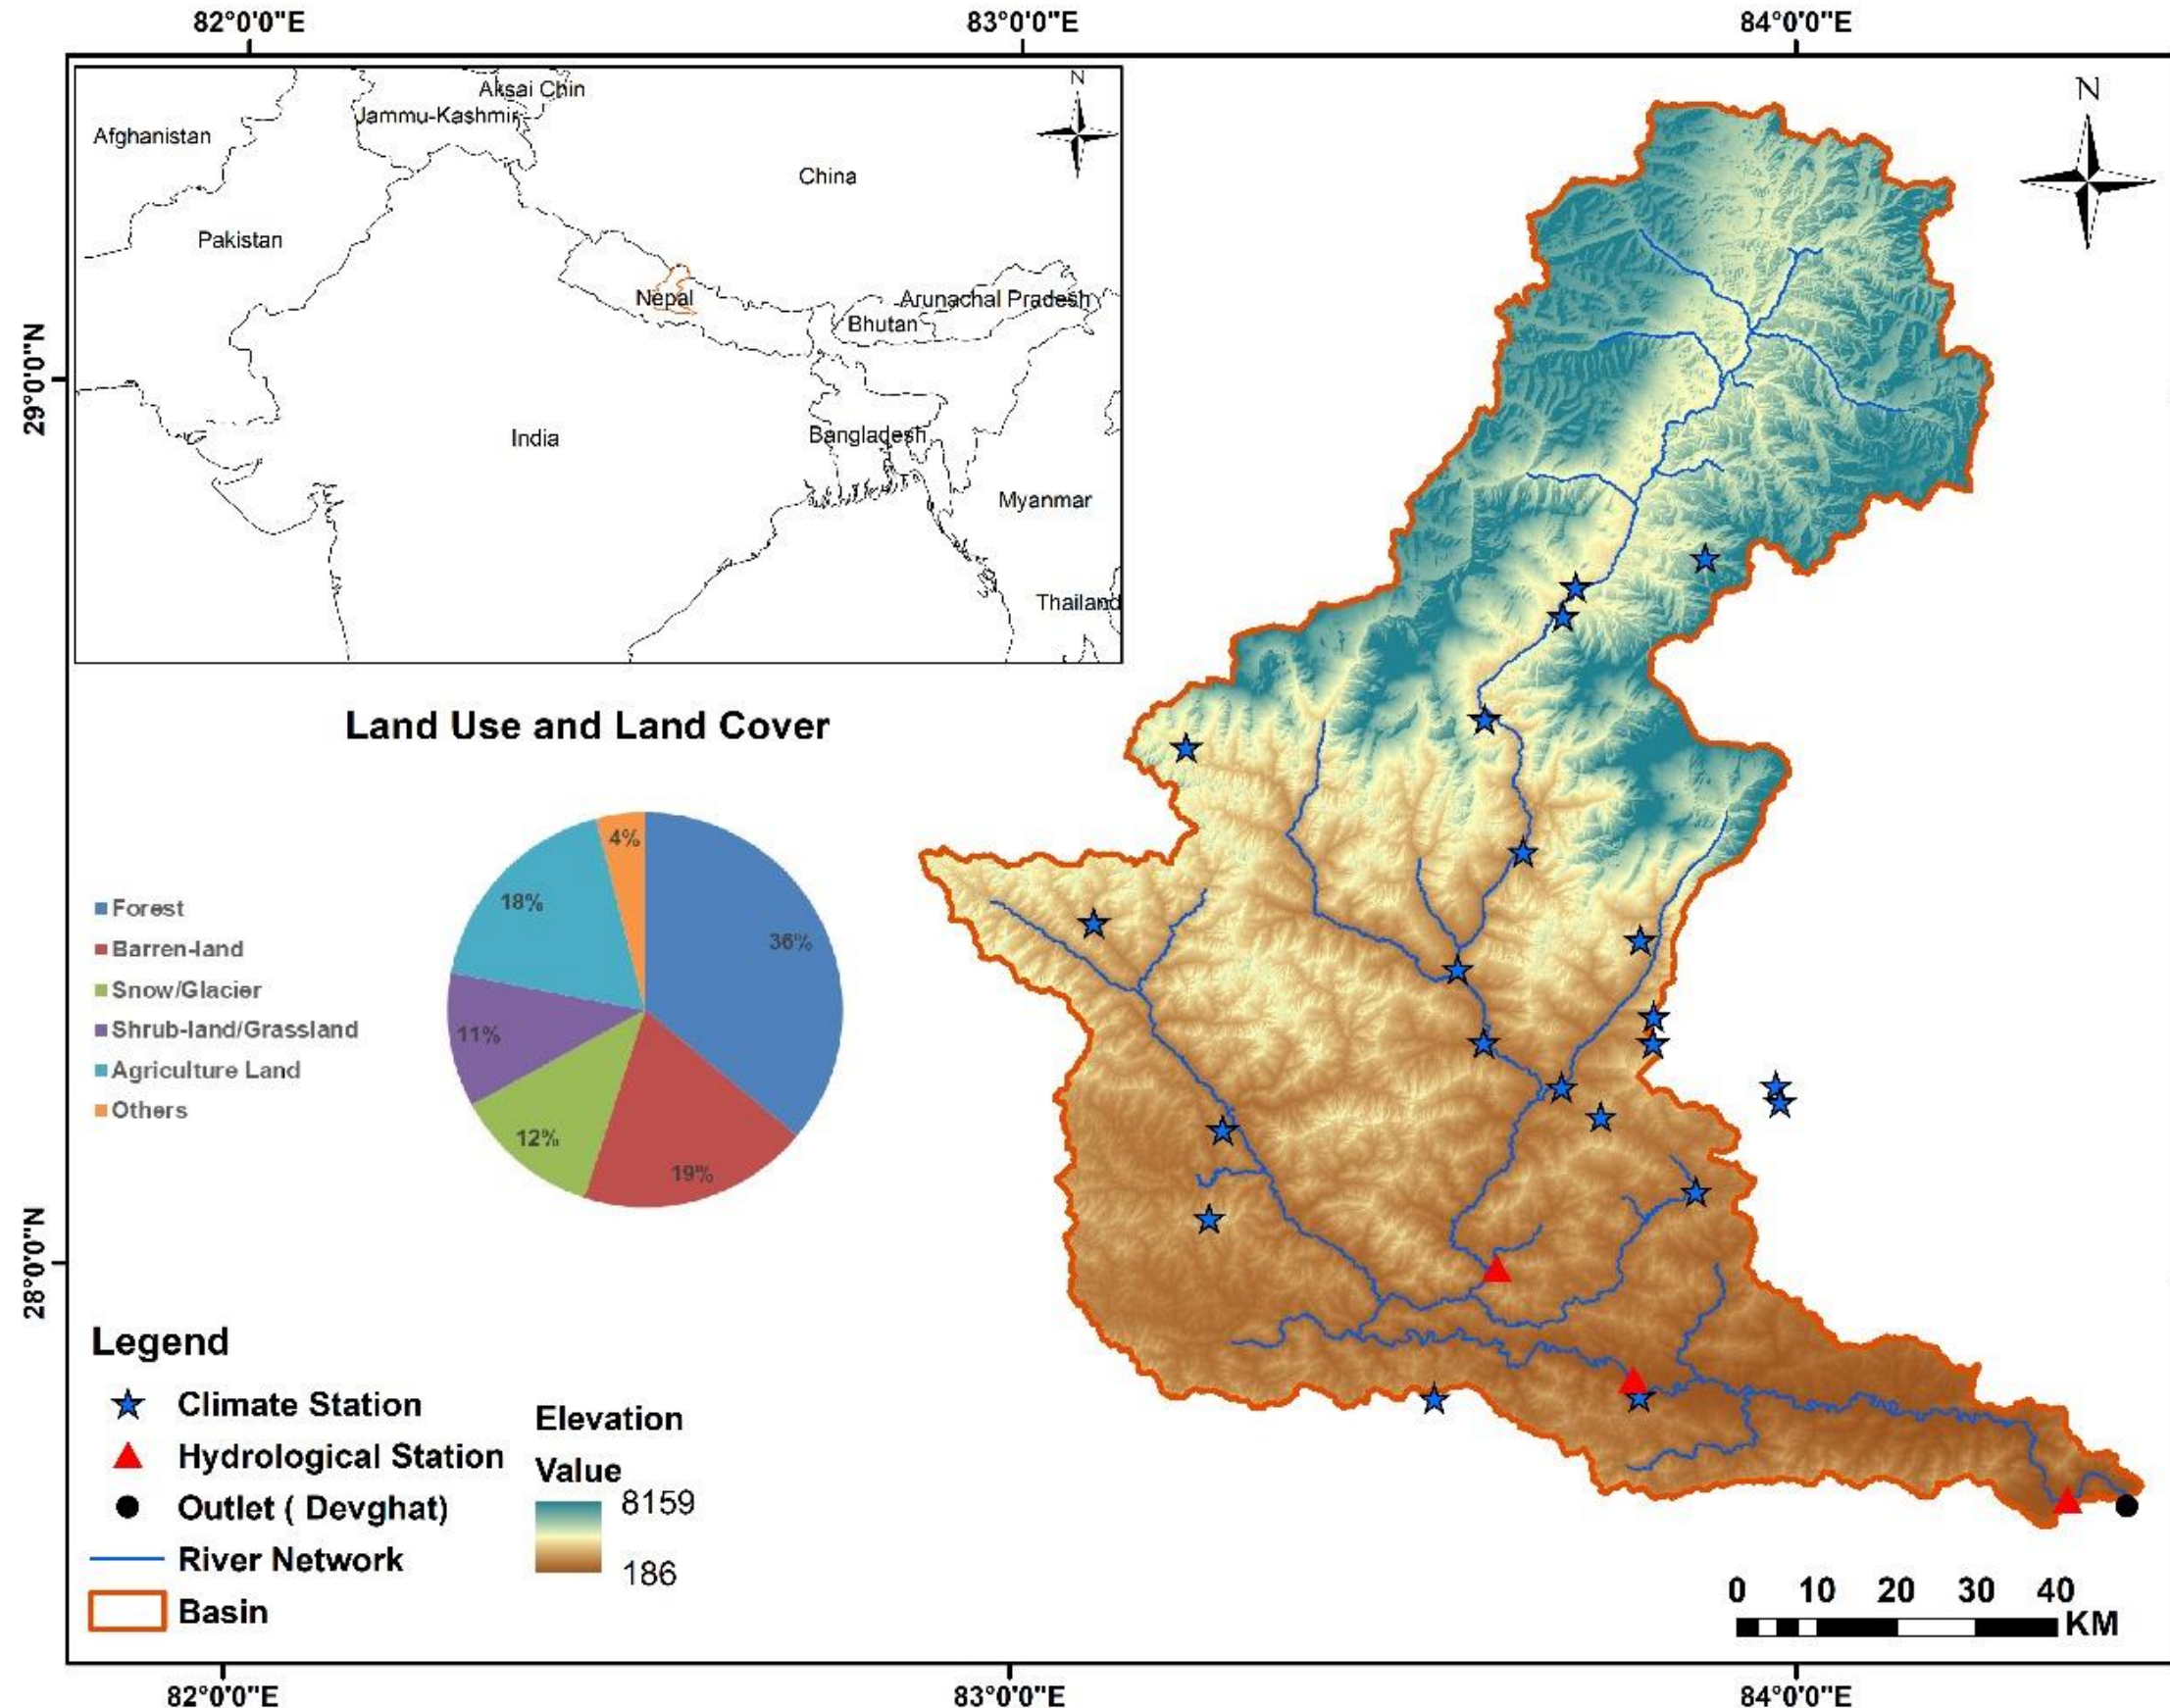 82°0'0"E
83°0'0"E
84°0'0"E
29°0'0"N
28°0'0"N
N
Aksai Chin
Jammu-Kashmir
Afghanistan
China
Pakistan
Nepal
Arunachal Pradesh
Bhutan
India
Bangladesh
Myanmar
Thailand
N
Land Use and Land Cover
Forest
Barren-land
Snow/Glacier
Shrub-land/Grassland
Agriculture Land
Others
4%
18%
36%
11%
12%
19%
Legend
Climate Station
Hydrological Station
Outlet ( Devghat)
River Network
Basin
Elevation
Value
8159
186
0 10 20 30 40
KM
82°0'0"E
83°0'0"E
84°0'0"E